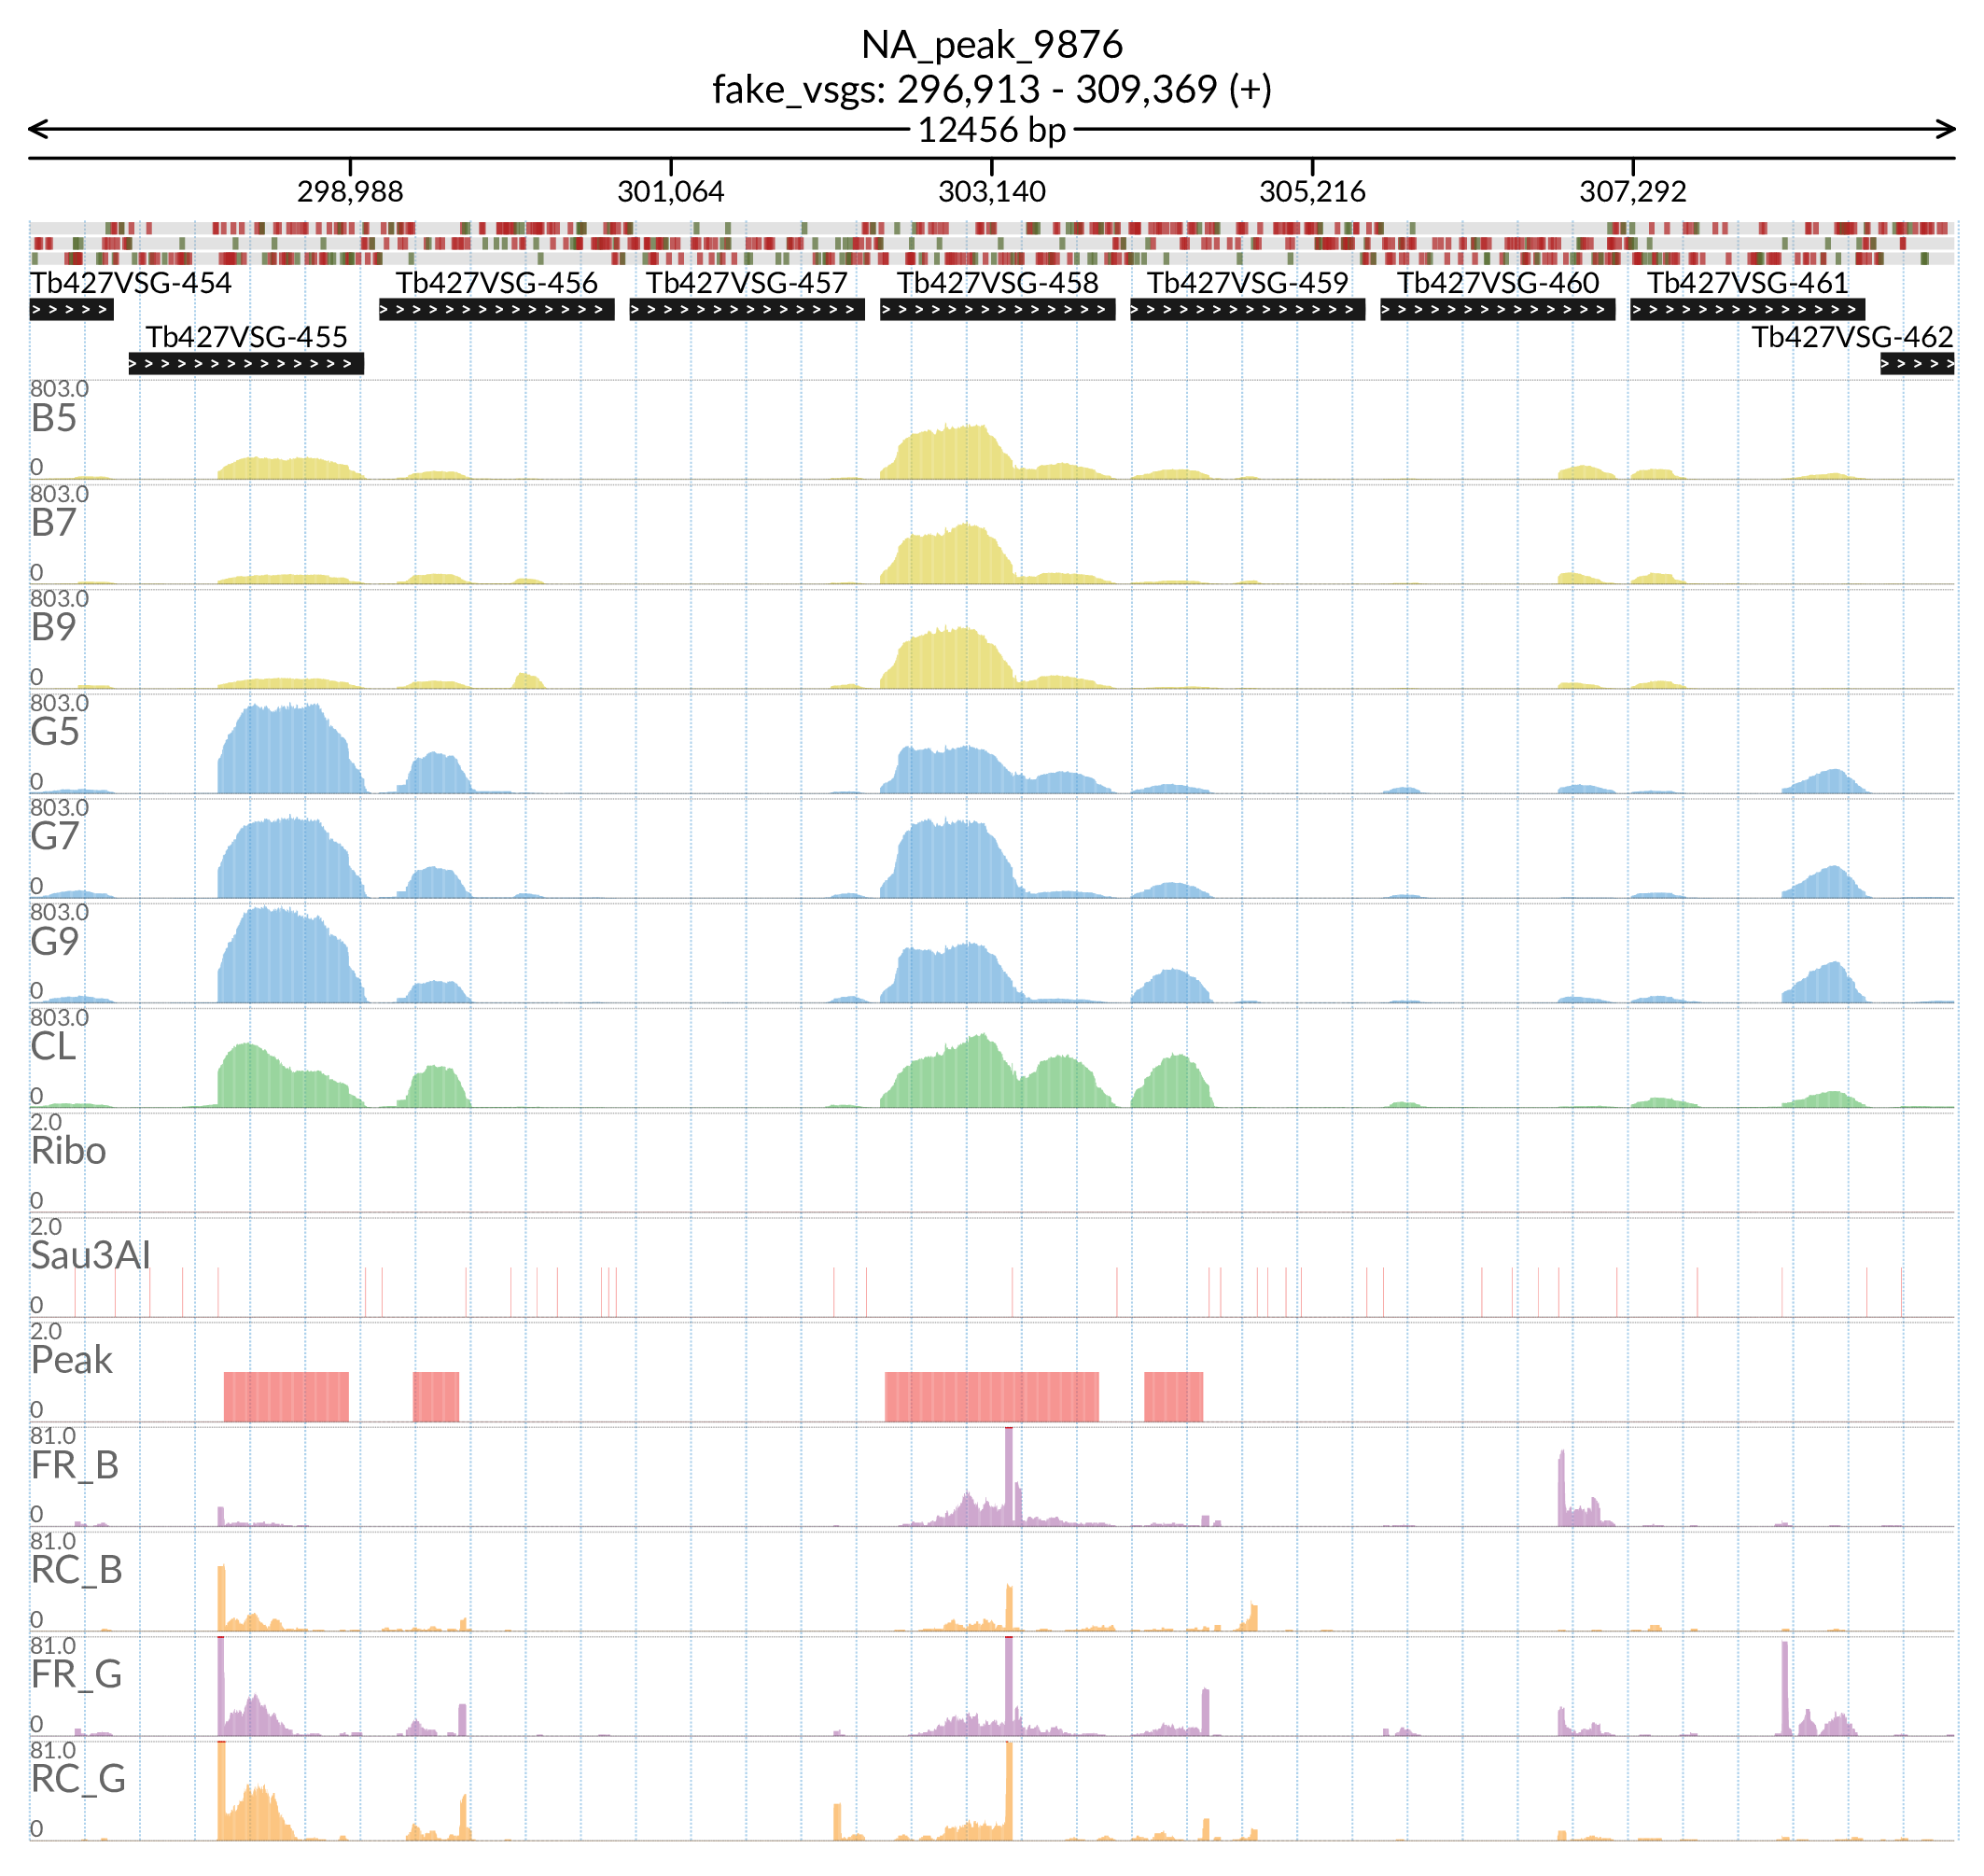 NA_peak_9876
fake_vsgs: 296,913 - 309,369 (+)
12456 bp
298,988 301,064 303,140 305,216 307,292
Tb427VSG-454 Tb427VSG-456 Tb427VSG-457 Tb427VSG-458 Tb427VSG-459 Tb427VSG-460 Tb427VSG-461
Tb427VSG-455 Tb427VSG-462
803.0
B5
0
803.0
B7
0
803.0
B9
0
803.0
G5
0
803.0
G7
0
803.0
G9
0
803.0
CL
0
2.0
Ribo
0
2.0
Sau3AI
0
2.0
Peak
0
81.0
FR_B
0
81.0
RC_B
0
81.0
FR_G
0
81.0
RC_G
0